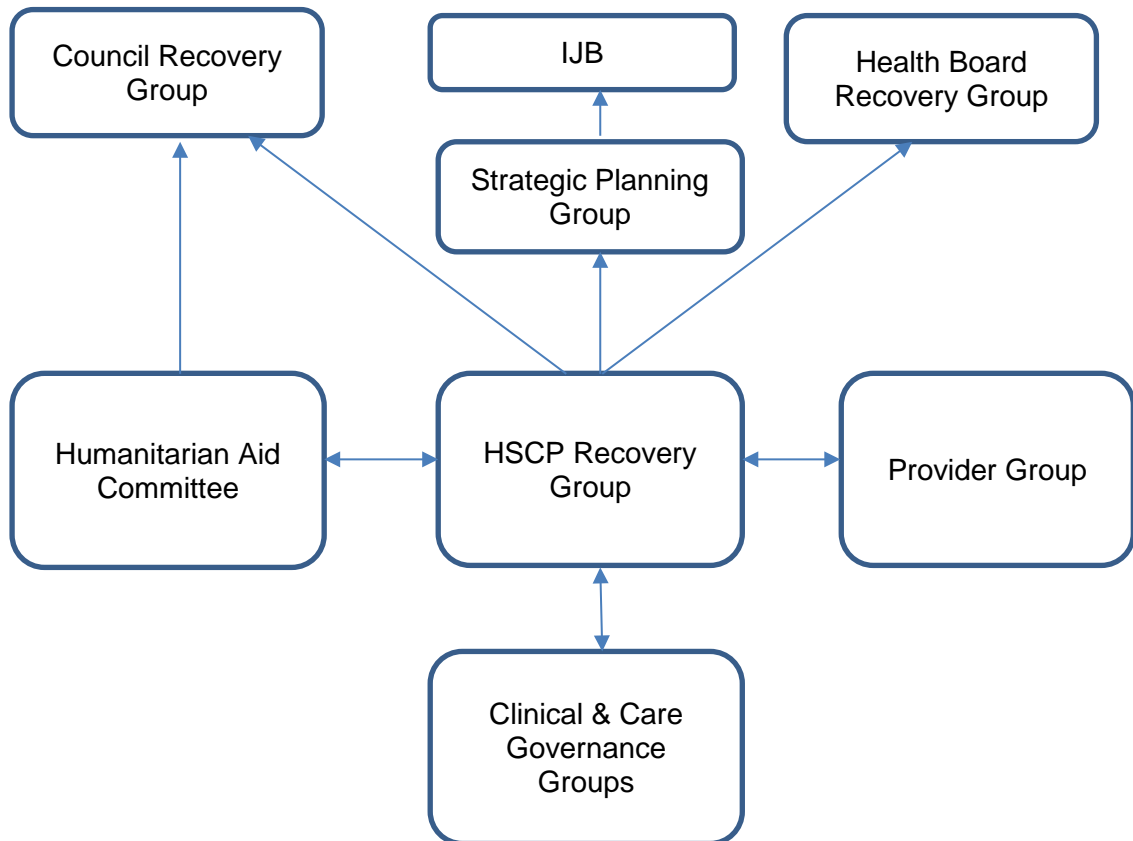 Council Recovery
Group
IJB
Health Board
Recovery Group
Strategic Planning
Group
Humanitarian Aid
Committee
HSCP Recovery
Group
Provider Group
Clinical & Care
Governance
Groups